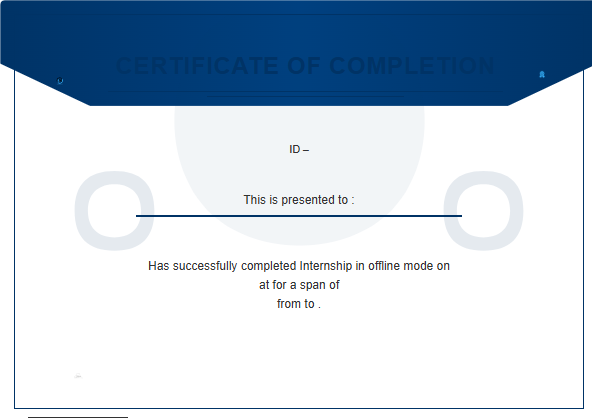 CERTIFICATE OF COMPLETION
ID –
This is presented to :
Has successfully completed Internship in offline mode on
at for a span of
from to .